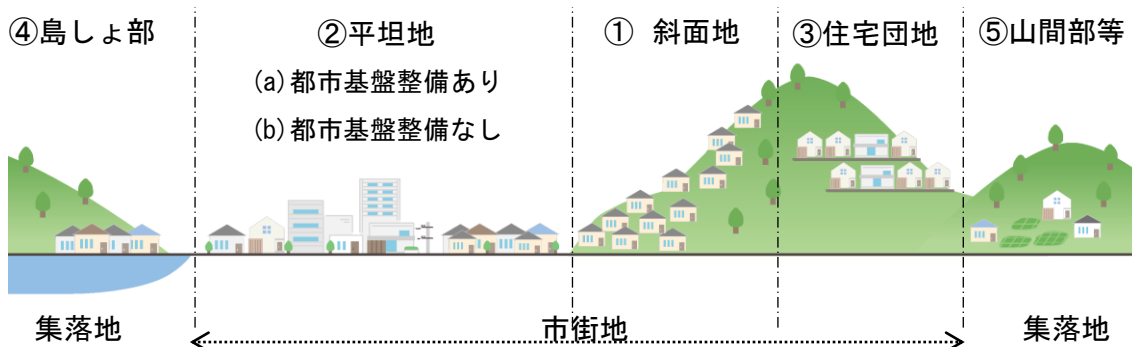 ④島しょ部
②平坦地
(a)都市基盤整備あり
(b)都市基盤整備なし
① 斜面地
③住宅団地
⑤山間部等
集落地
市街地
集落地